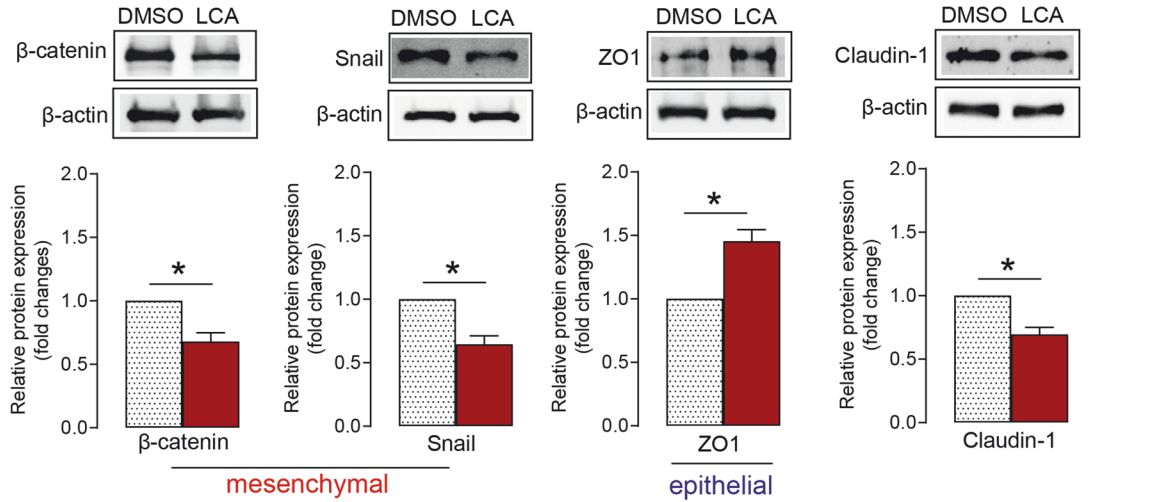 DMSO LCA
β-catenin
β-actin
2.0
1.5
1.0
0.5
0.0
Relative protein expression
(fold changes)
*
β-catenin
DMSO LCA
Snail
β-actin
2.0
1.5
1.0
0.5
0.0
Relative protein expression
(fold change)
*
Snail
mesenchymal
DMSO LCA
ZO1
β-actin
2.0
1.5
1.0
0.5
0.0
Relative protein expression
(fold change)
*
ZO1
epithelial
DMSO LCA
Claudin-1
β-actin
2.0
1.5
1.0
0.5
0.0
Relative protein expression
(fold change)
*
Claudin-1